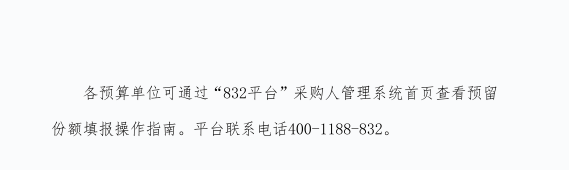 各预算单位可通过“832平台”采购人管理系统首页查看预留
份额填报操作指南。平台联系电话400-1188-832。